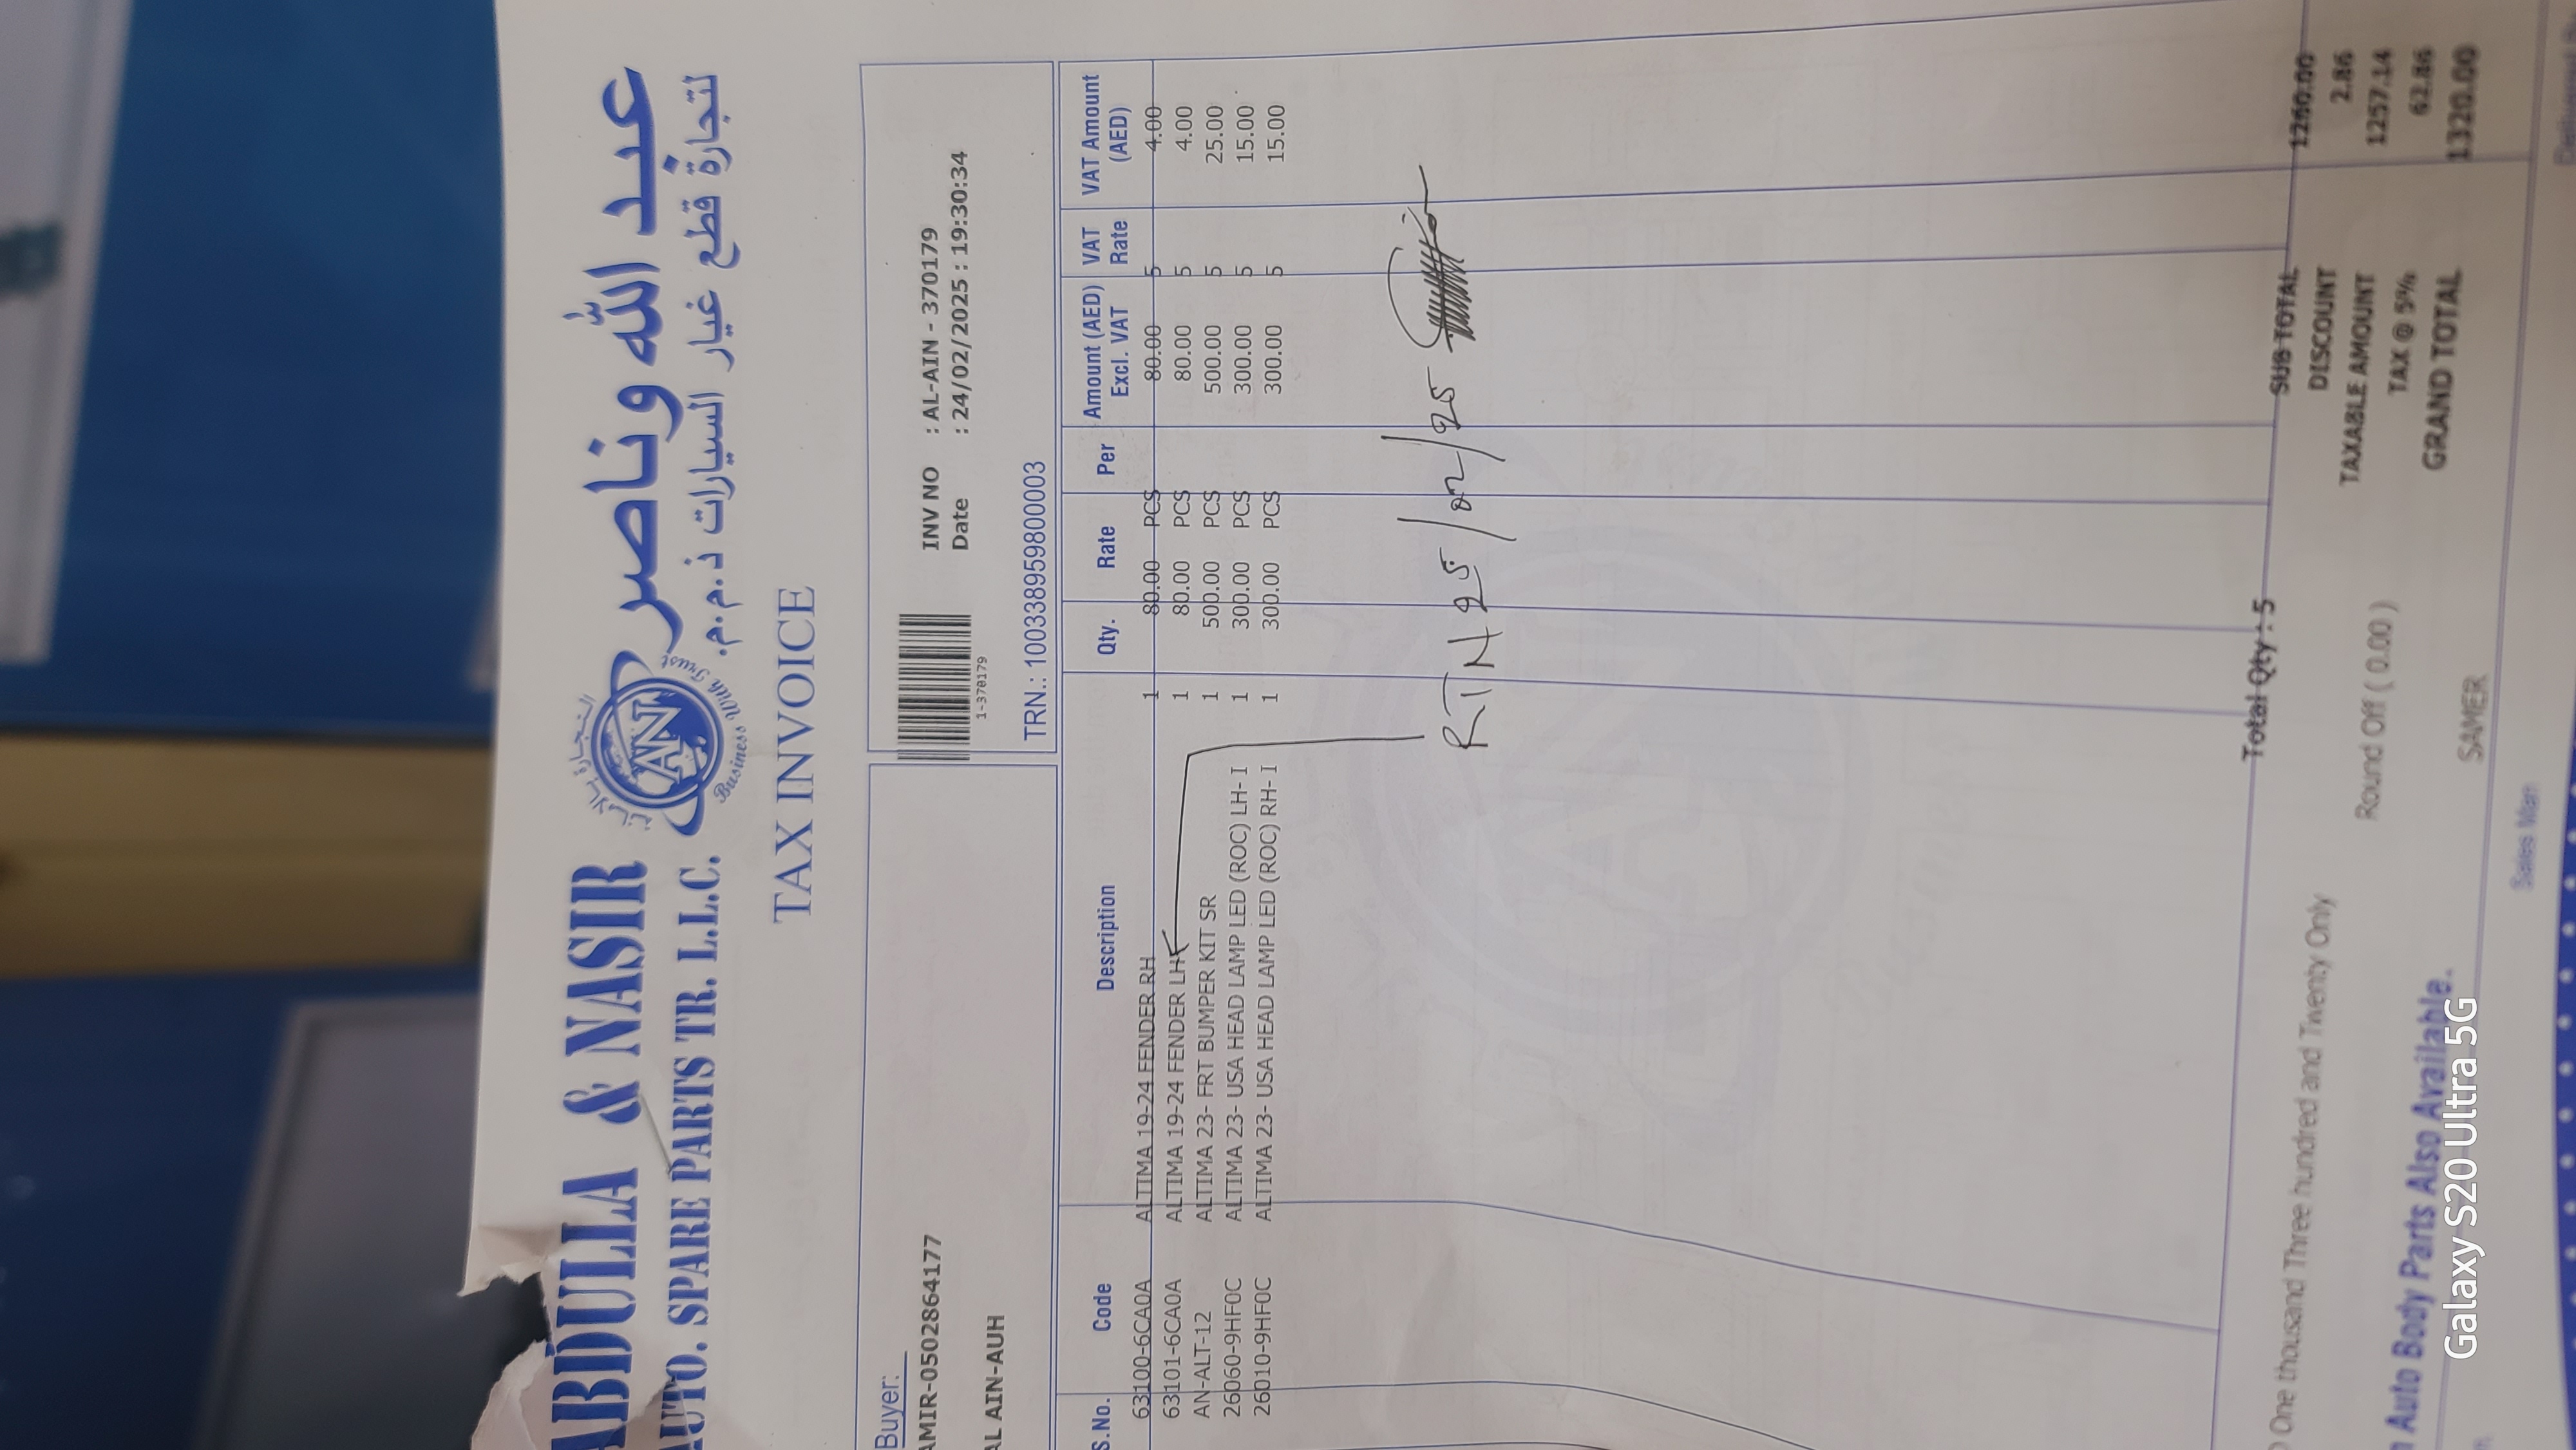 عبد الله وناصر
لتجارة قطع غيار السيارات ذ.م.م.
ABDULLA & NASIR
AUTO. SPARE PARTS TR. L.L.C.
AN
Business With Trust
TAX INVOICE
Buyer:
AMIR-0502864177
AL AIN-AUH
1-370179
INV NO : AL-AIN - 370179
Date : 24/02/2025 : 19:30:34
TRN.: 100338959800003
S.No. Code Description Qty. Rate Per Amount (AED) Excl. VAT VAT Rate VAT Amount (AED)
63100-6CA0A ALTIMA 19-24 FENDER RH 1 80.00 PCS 80.00 5 4.00
63101-6CA0A ALTIMA 19-24 FENDER LH 1 80.00 PCS 80.00 5 4.00
AN-ALT-12 ALTIMA 23- FRT BUMPER KIT SR 1 500.00 PCS 500.00 5 25.00
26060-9HF0C ALTIMA 23- USA HEAD LAMP LED (ROC) LH- I 1 300.00 PCS 300.00 5 15.00
26010-9HF0C ALTIMA 23- USA HEAD LAMP LED (ROC) RH- I 1 300.00 PCS 300.00 5 15.00
RTN 25/02/25
Total Qty : 5 SUB TOTAL 1260.00
DISCOUNT 2.86
One thousand Three hundred and Twenty Only Round Off ( 0.00 ) TAXABLE AMOUNT 1257.14
TAX @ 5% 62.86
GRAND TOTAL 1320.00
Auto Body Parts Also Available.
SAMER
Sales Man
Galaxy S20 Ultra 5G